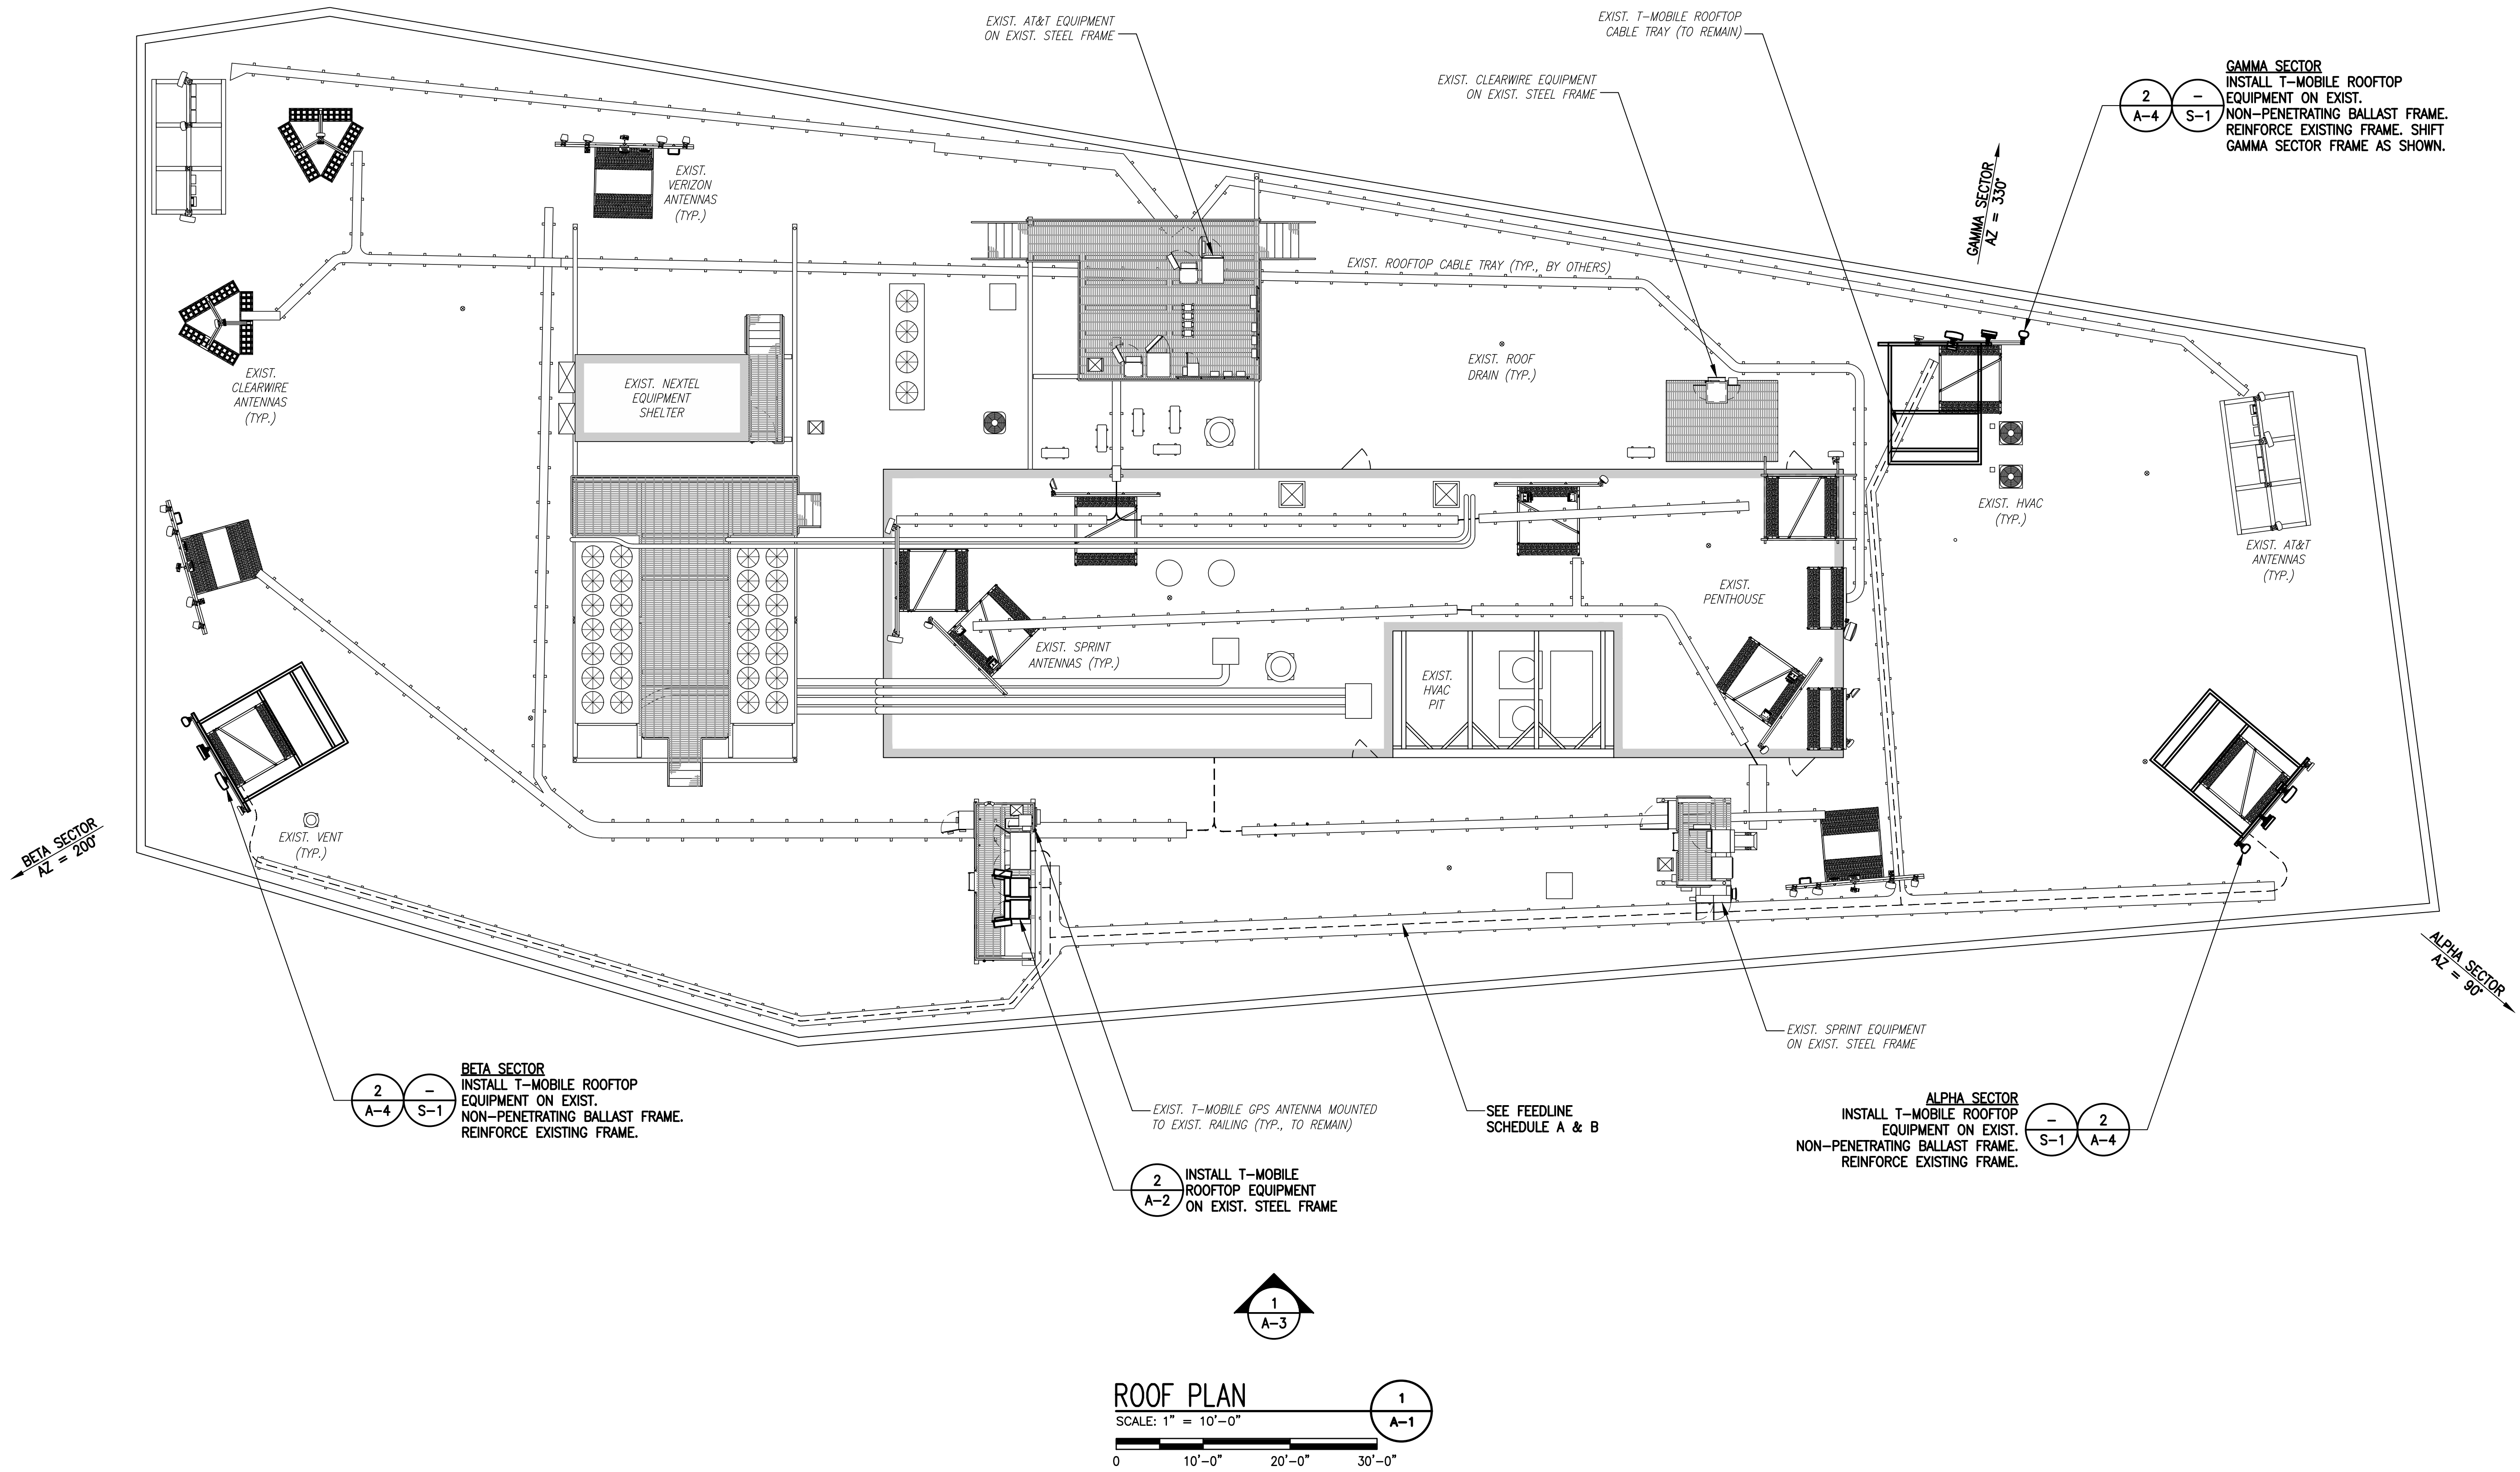 EXIST. AT&T EQUIPMENT
ON EXIST. STEEL FRAME
EXIST. T-MOBILE ROOFTOP
CABLE TRAY (TO REMAIN)
EXIST. CLEARWIRE EQUIPMENT
ON EXIST. STEEL FRAME
2
A-4
-
S-1
GAMMA SECTOR
INSTALL T-MOBILE ROOFTOP
EQUIPMENT ON EXIST.
NON-PENETRATING BALLAST FRAME.
REINFORCE EXISTING FRAME. SHIFT
GAMMA SECTOR FRAME AS SHOWN.
GAMMA SECTOR
AZ = 330°
EXIST.
VERIZON
ANTENNAS
(TYP.)
EXIST. ROOFTOP CABLE TRAY (TYP., BY OTHERS)
EXIST.
CLEARWIRE
ANTENNAS
(TYP.)
EXIST. NEXTEL
EQUIPMENT
SHELTER
EXIST. ROOF
DRAIN (TYP.)
EXIST. HVAC
(TYP.)
EXIST. AT&T
ANTENNAS
(TYP.)
EXIST.
PENTHOUSE
EXIST. SPRINT
ANTENNAS (TYP.)
EXIST.
HVAC
PIT
EXIST. VENT
(TYP.)
BETA SECTOR
AZ = 200°
ALPHA SECTOR
AZ = 90°
EXIST. SPRINT EQUIPMENT
ON EXIST. STEEL FRAME
2
A-4
-
S-1
BETA SECTOR
INSTALL T-MOBILE ROOFTOP
EQUIPMENT ON EXIST.
NON-PENETRATING BALLAST FRAME.
REINFORCE EXISTING FRAME.
EXIST. T-MOBILE GPS ANTENNA MOUNTED
TO EXIST. RAILING (TYP., TO REMAIN)
SEE FEEDLINE
SCHEDULE A & B
ALPHA SECTOR
INSTALL T-MOBILE ROOFTOP
EQUIPMENT ON EXIST.
NON-PENETRATING BALLAST FRAME.
REINFORCE EXISTING FRAME.
-
S-1
2
A-4
2
A-2
INSTALL T-MOBILE
ROOFTOP EQUIPMENT
ON EXIST. STEEL FRAME
1
A-3
ROOF PLAN
SCALE: 1" = 10'-0"
1
A-1
0 10'-0" 20'-0" 30'-0"